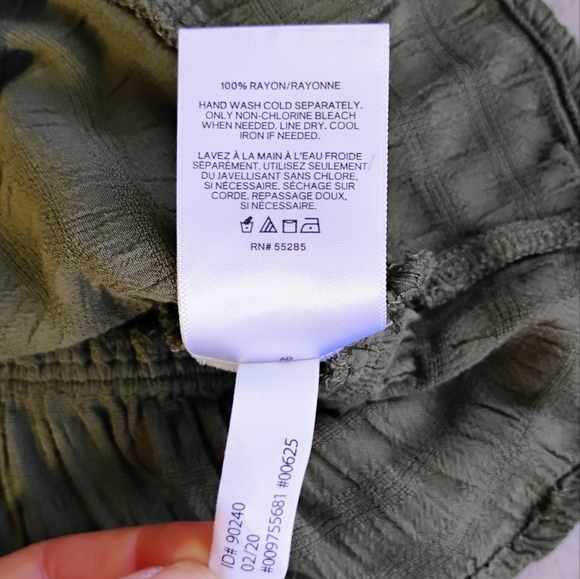 100% RAYON/RAYONNE
HAND WASH COLD SEPARATELY.
ONLY NON-CHLORINE BLEACH
WHEN NEEDED. LINE DRY. COOL
IRON IF NEEDED.
LAVEZ À LA MAIN À L'EAU FROIDE
SÉPARÉMENT. UTILISEZ SEULEMENT
DU JAVELLISANT SANS CHLORE,
SI NÉCESSAIRE. SÉCHAGE SUR
CORDE. REPASSAGE DOUX,
SI NÉCESSAIRE.
RN# 55285
AD
ID# 90240
02/20
#009755681 #00625